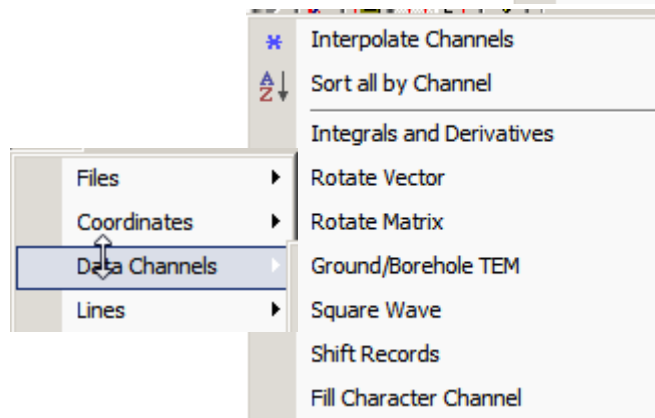 Files
Coordinates
Data Channels
Lines
Interpolate Channels
Sort all by Channel
Integrals and Derivatives
Rotate Vector
Rotate Matrix
Ground/Borehole TEM
Square Wave
Shift Records
Fill Character Channel